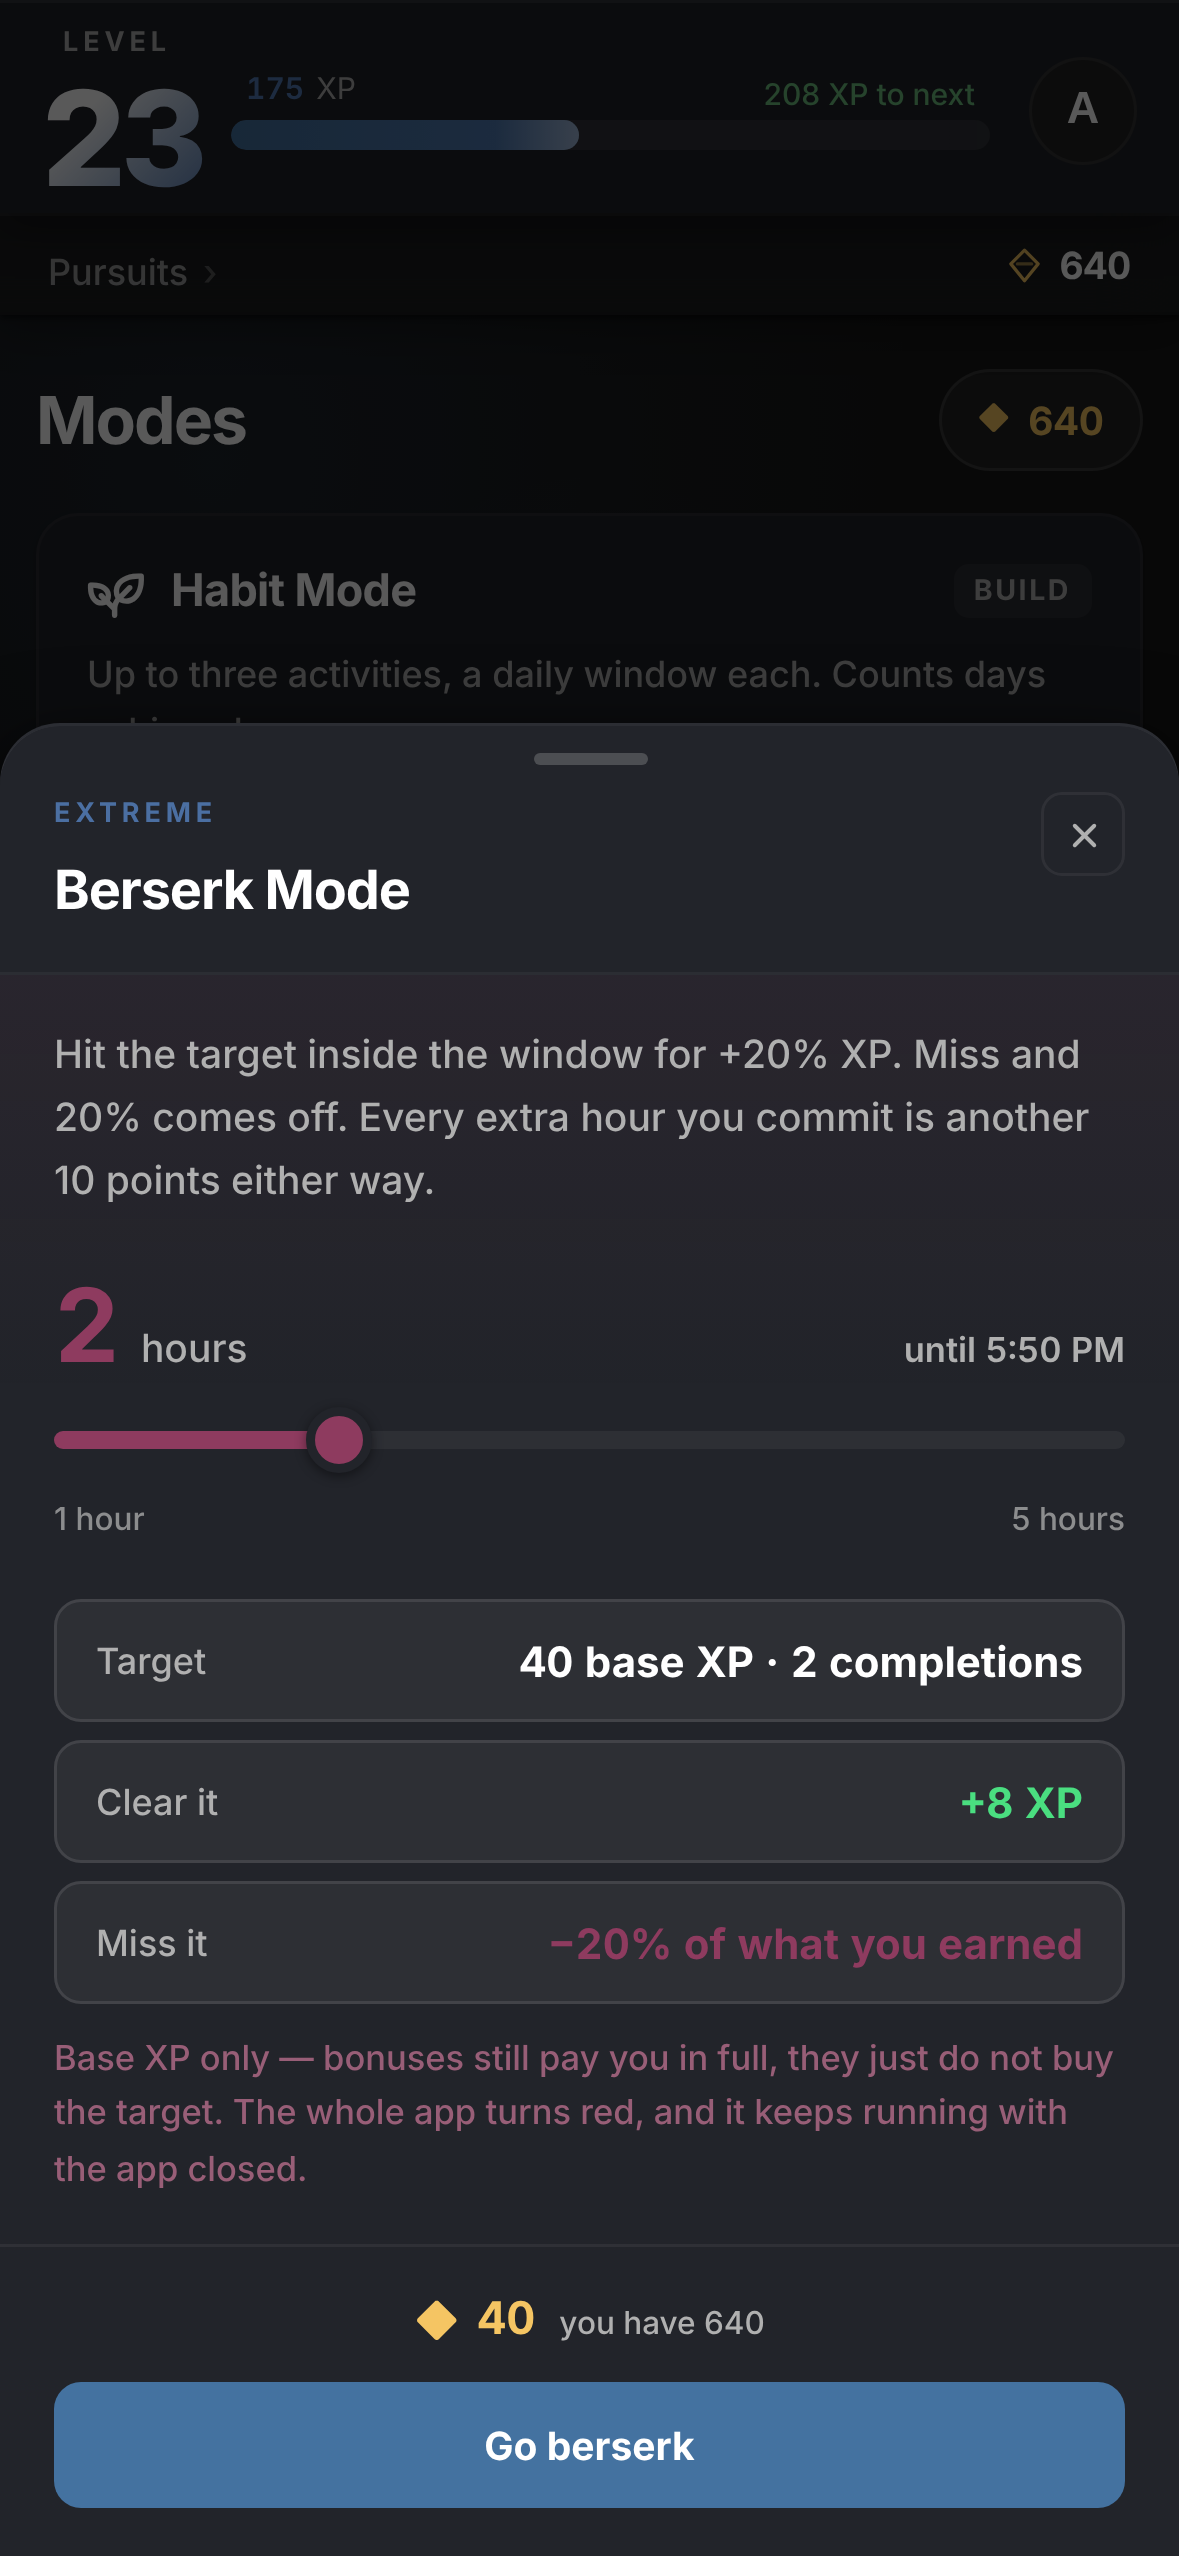 LEVEL
23
175 XP
208 XP to next
A
Pursuits ›
640
Modes
640
Habit Mode
BUILD
Up to three activities, a daily window each. Counts days
EXTREME
Berserk Mode
Hit the target inside the window for +20% XP. Miss and
20% comes off. Every extra hour you commit is another
10 points either way.
2 hours
until 5:50 PM
1 hour
5 hours
Target
40 base XP · 2 completions
Clear it
+8 XP
Miss it
−20% of what you earned
Base XP only — bonuses still pay you in full, they just do not buy
the target. The whole app turns red, and it keeps running with
the app closed.
40 you have 640
Go berserk